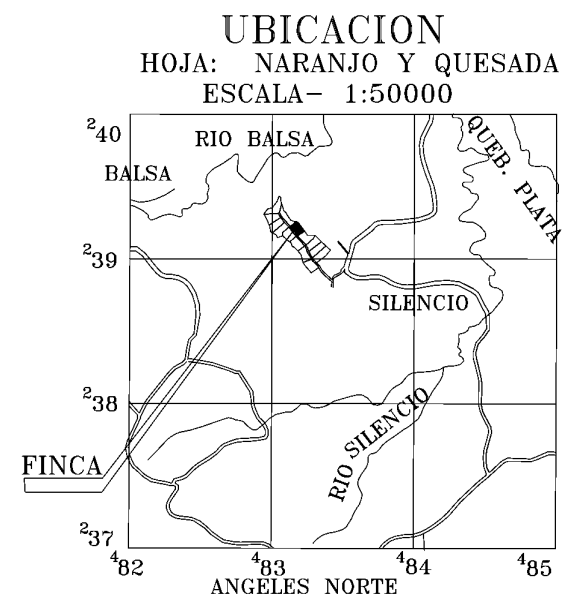 UBICACION
HOJA: NARANJO Y QUESADA
ESCALA- 1:50000
²40
RIO BALSA
QUEB. PLATA
BALSA
²39
SILENCIO
²38
RIO SILENCIO
FINCA
²37
⁴82
⁴83
⁴84
⁴85
ANGELES NORTE